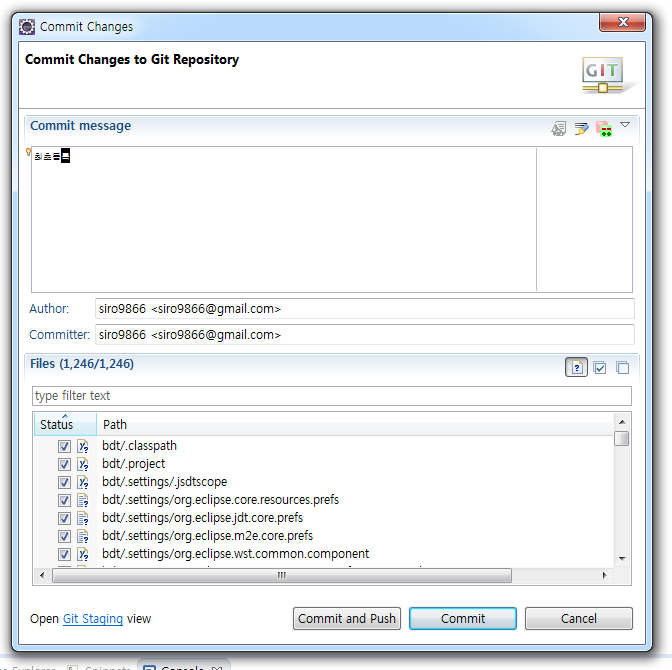 Commit Changes
Commit Changes to Git Repository
GIT
Commit message
Author: siro9866 <siro9866@gmail.com>
Committer: siro9866 <siro9866@gmail.com>
Files (1,246/1,246)
type filter text
Status Path
bdt/.classpath
bdt/.project
bdt/.settings/.jsdtscope
bdt/.settings/org.eclipse.core.resources.prefs
bdt/.settings/org.eclipse.jdt.core.prefs
bdt/.settings/org.eclipse.m2e.core.prefs
bdt/.settings/org.eclipse.wst.common.component
Open Git Staging view
Commit and Push
Commit
Cancel
Console